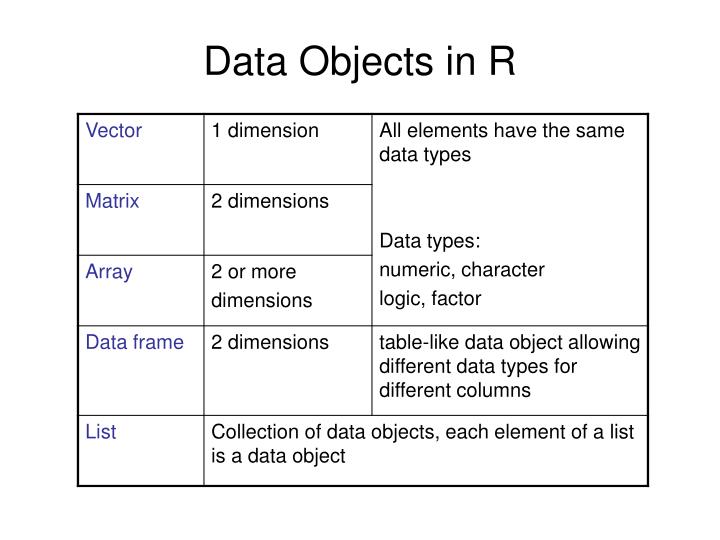 Data Objects in R
Vector
1 dimension
All elements have the same
data types
Matrix
2 dimensions
Data types:
numeric, character
logic, factor
Array
2 or more
dimensions
Data frame
2 dimensions
table-like data object allowing
different data types for
different columns
List
Collection of data objects, each element of a list
is a data object